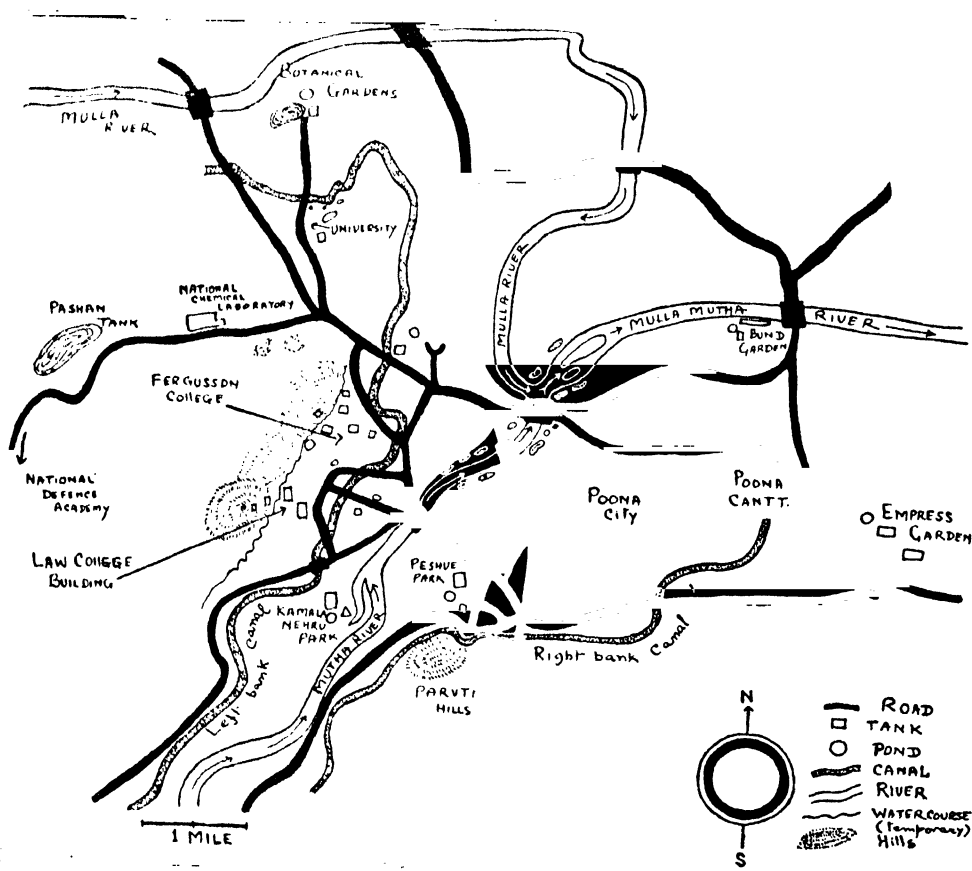 BOTANICAL
GARDENS
MULLA
RIVER
UNIVERSITY
NATIONAL
CHEMICAL
LABORATORY
PASHAN
TANK
MULLA RIVER
MULLA MUTHA RIVER
BUND
GARDEN
FERGUSSON
COLLEGE
NATIONAL
DEFENCE
ACADEMY
POONA
CITY
POONA
CANTT.
EMPRESS
GARDEN
LAW COLLEGE
BUILDING
PESHUE
PARK
KAMALA
NEHRU
PARK
MUTHA RIVER
Left bank canal
Right bank canal
PARVTI
HILLS
N
S
ROAD
TANK
POND
CANAL
RIVER
WATERCOURSE
(Temporary)
Hills
1 MILE